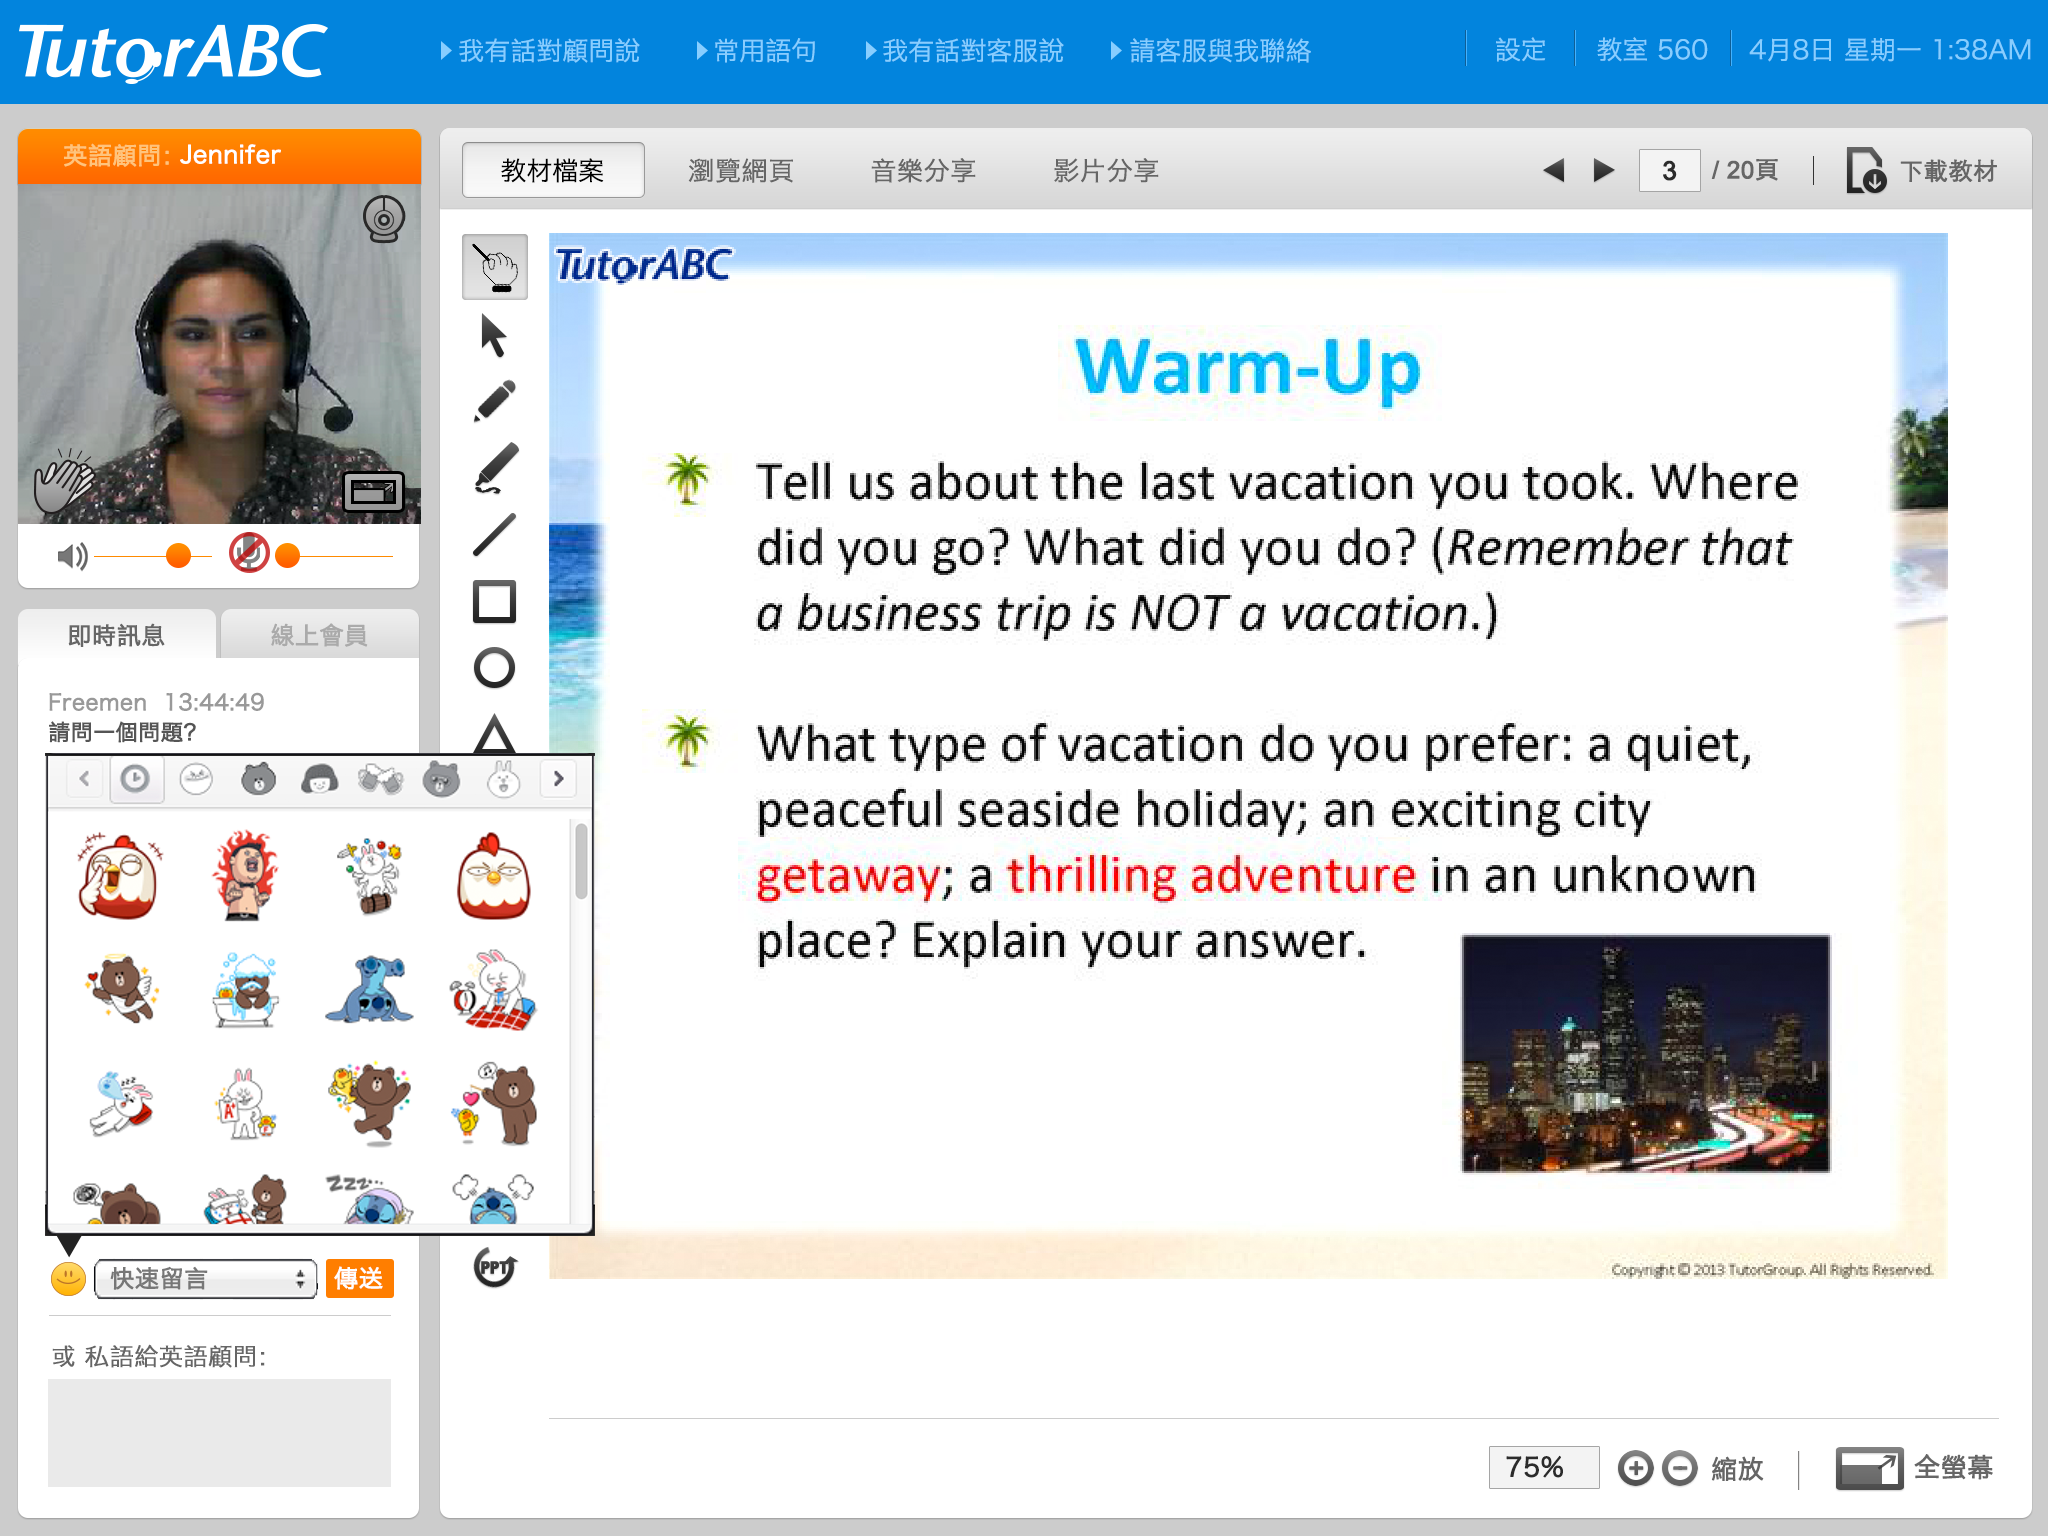 TutorABC
我有話對顧問說
常用語句
我有話對客服說
請客服與我聯絡
設定
教室 560
4月8日 星期一 1:38AM
英語顧問: Jennifer
教材檔案
瀏覽網頁
音樂分享
影片分享
3 / 20頁
下載教材
TutorABC
Warm-Up
Tell us about the last vacation you took. Where
did you go? What did you do? (Remember that
a business trip is NOT a vacation.)
What type of vacation do you prefer: a quiet,
peaceful seaside holiday; an exciting city
getaway; a thrilling adventure in an unknown
place? Explain your answer.
Copyright © 2013 TutorGroup. All Rights Reserved.
即時訊息
線上會員
Freemen 13:44:49
請問一個問題?
zzz
A+
ZZZ...
PPT
快速留言
傳送
或 私語給英語顧問:
75%
縮放
全螢幕